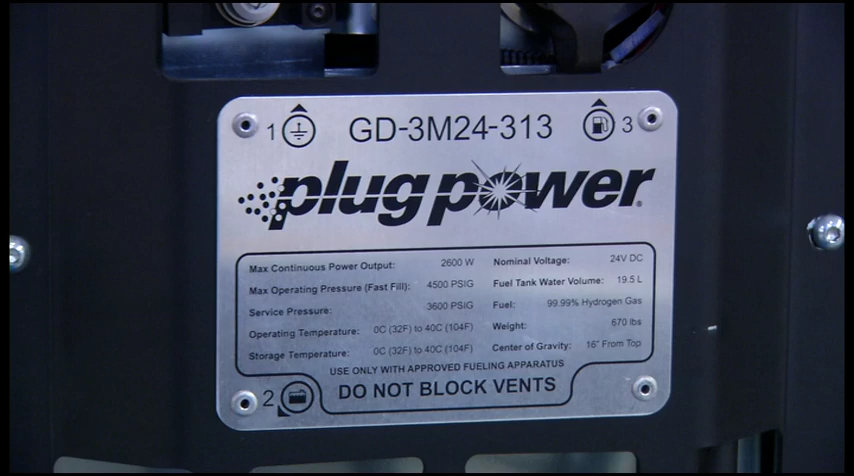 1 GD-3M24-313 3
plugpower®
Max Continuous Power Output: 2600 W
Max Operating Pressure (Fast Fill): 4500 PSIG
Service Pressure: 3600 PSIG
Operating Temperature: 0C (32F) to 40C (104F)
Storage Temperature: 0C (32F) to 40C (104F)
Nominal Voltage: 24V DC
Fuel Tank Water Volume: 19.5 L
Fuel: 99.99% Hydrogen Gas
Weight: 670 lbs
Center of Gravity: 16" From Top
USE ONLY WITH APPROVED FUELING APPARATUS
2 DO NOT BLOCK VENTS